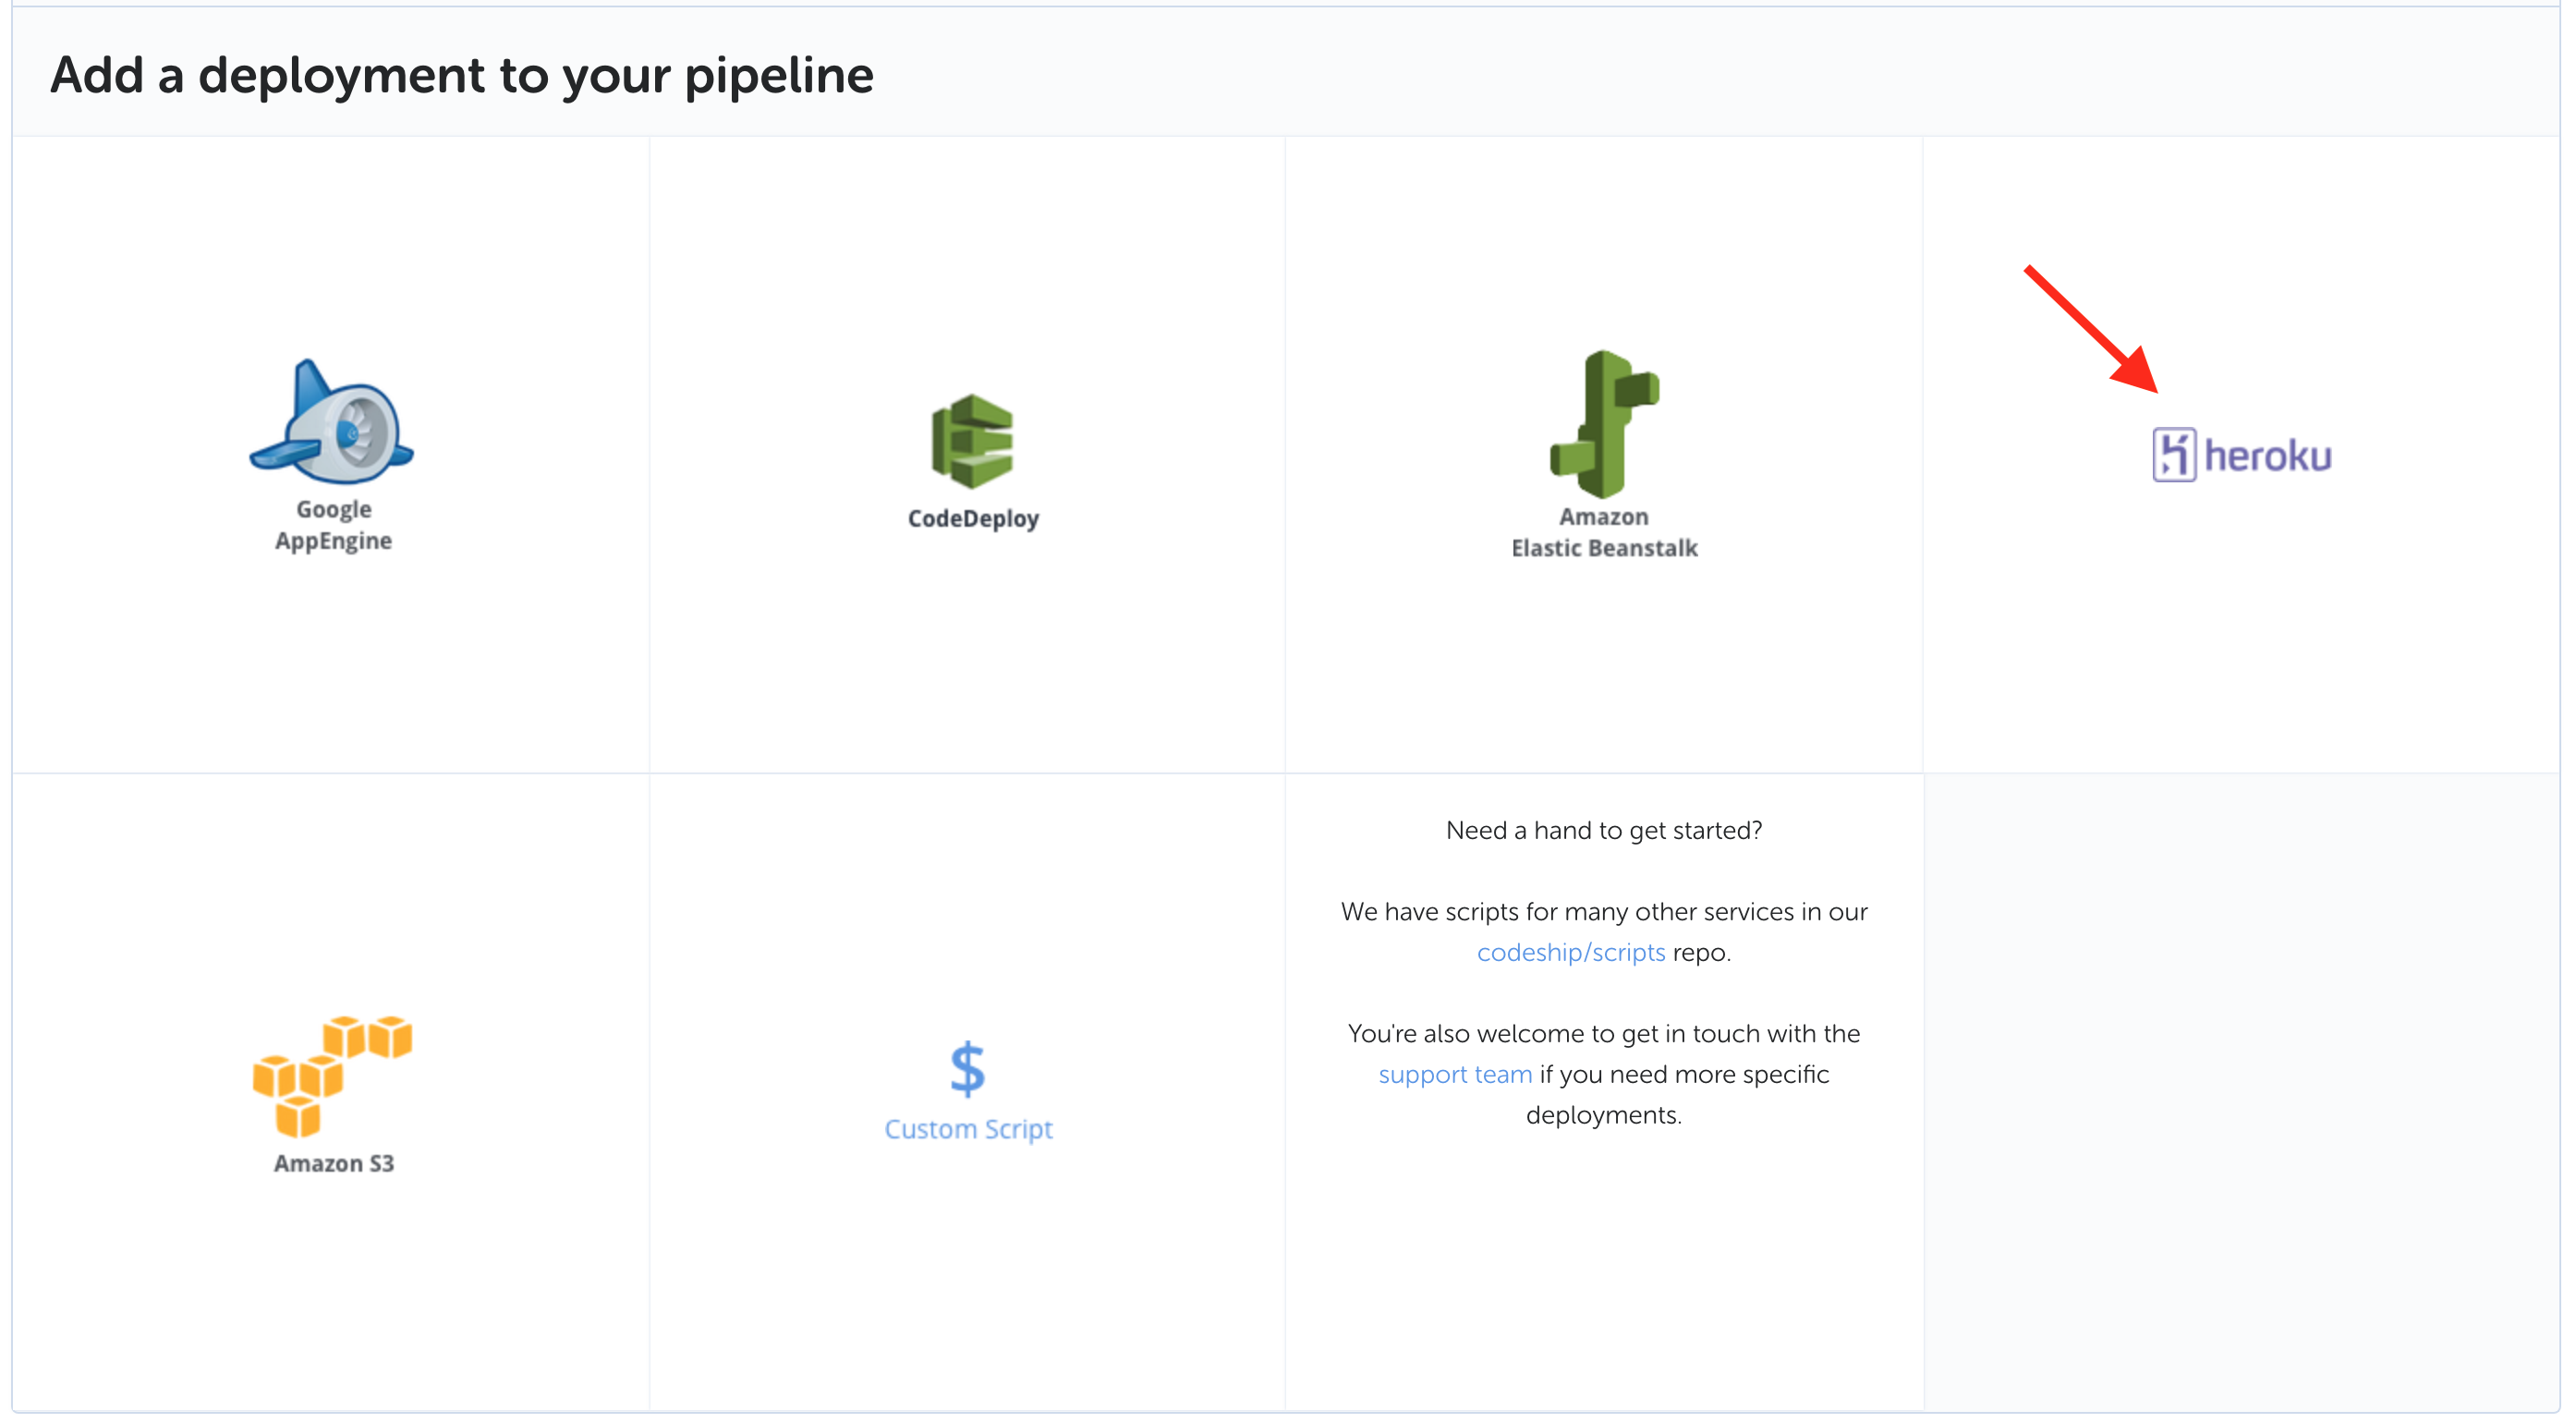 Add a deployment to your pipeline
Google
AppEngine
CodeDeploy
Amazon
Elastic Beanstalk
heroku
Amazon S3
$
Custom Script
Need a hand to get started?
We have scripts for many other services in our
codeship/scripts repo.
You're also welcome to get in touch with the
support team if you need more specific
deployments.